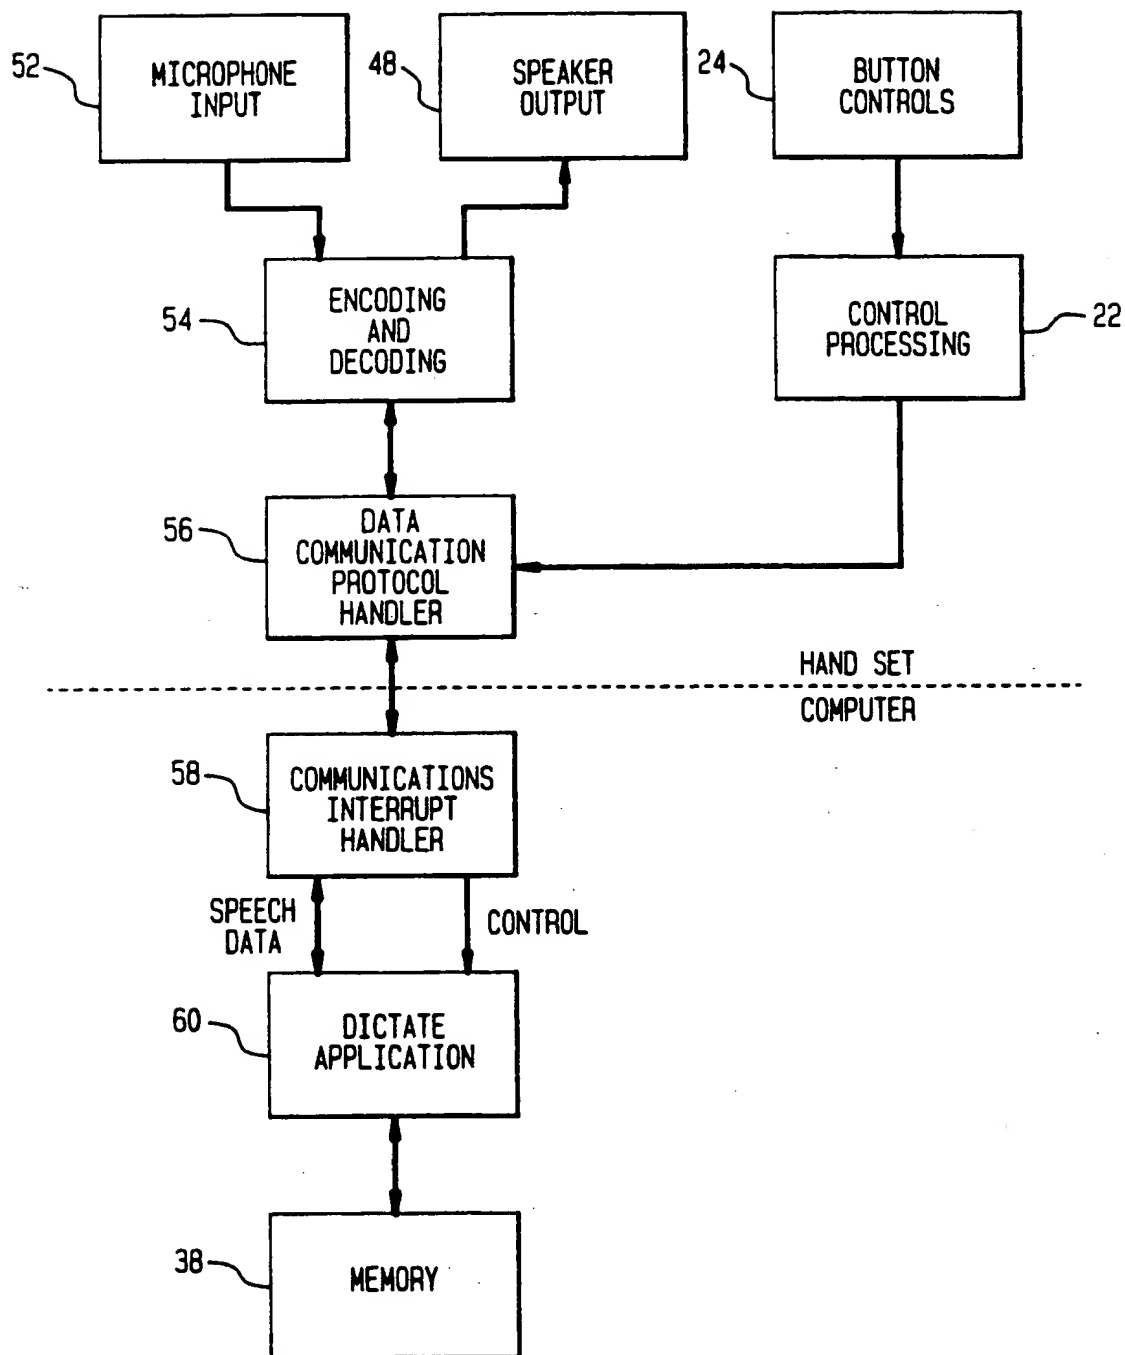 52
MICROPHONE
INPUT
48
SPEAKER
OUTPUT
24
BUTTON
CONTROLS
54
ENCODING
AND
DECODING
CONTROL
PROCESSING
22
56
DATA
COMMUNICATION
PROTOCOL
HANDLER
HAND SET
COMPUTER
58
COMMUNICATIONS
INTERRUPT
HANDLER
SPEECH
DATA
CONTROL
60
DICTATE
APPLICATION
38
MEMORY